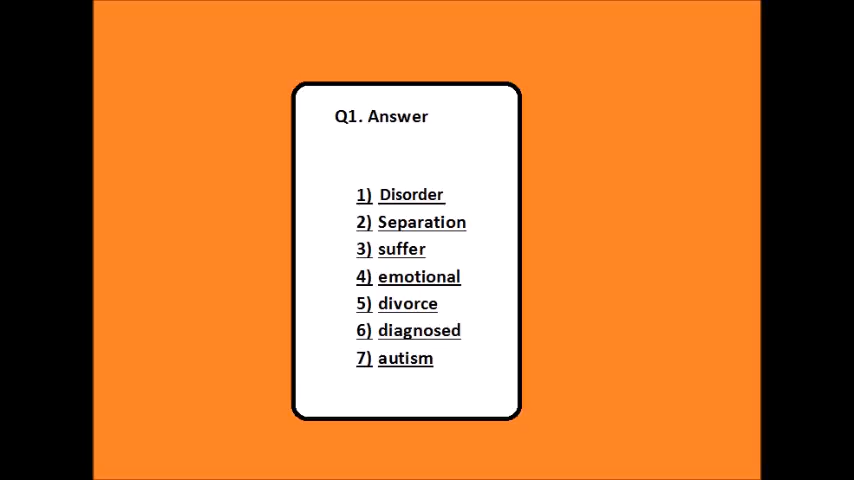 Q1. Answer
1) Disorder
2) Separation
3) suffer
4) emotional
5) divorce
6) diagnosed
7) autism